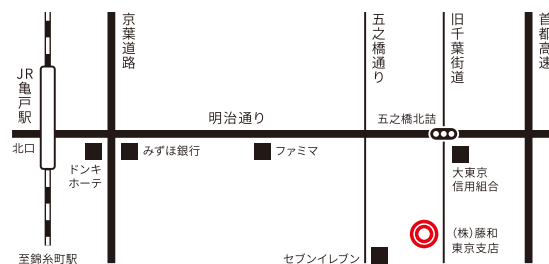 京葉道路
五之橋通り
旧千葉街道
首都高速
JR亀戸駅
明治通り
五之橋北詰
北口
みずほ銀行
ファミマ
ドンキ
ホーテ
大東京
信用組合
(株)藤和
東京支店
至錦糸町駅
セブンイレブン